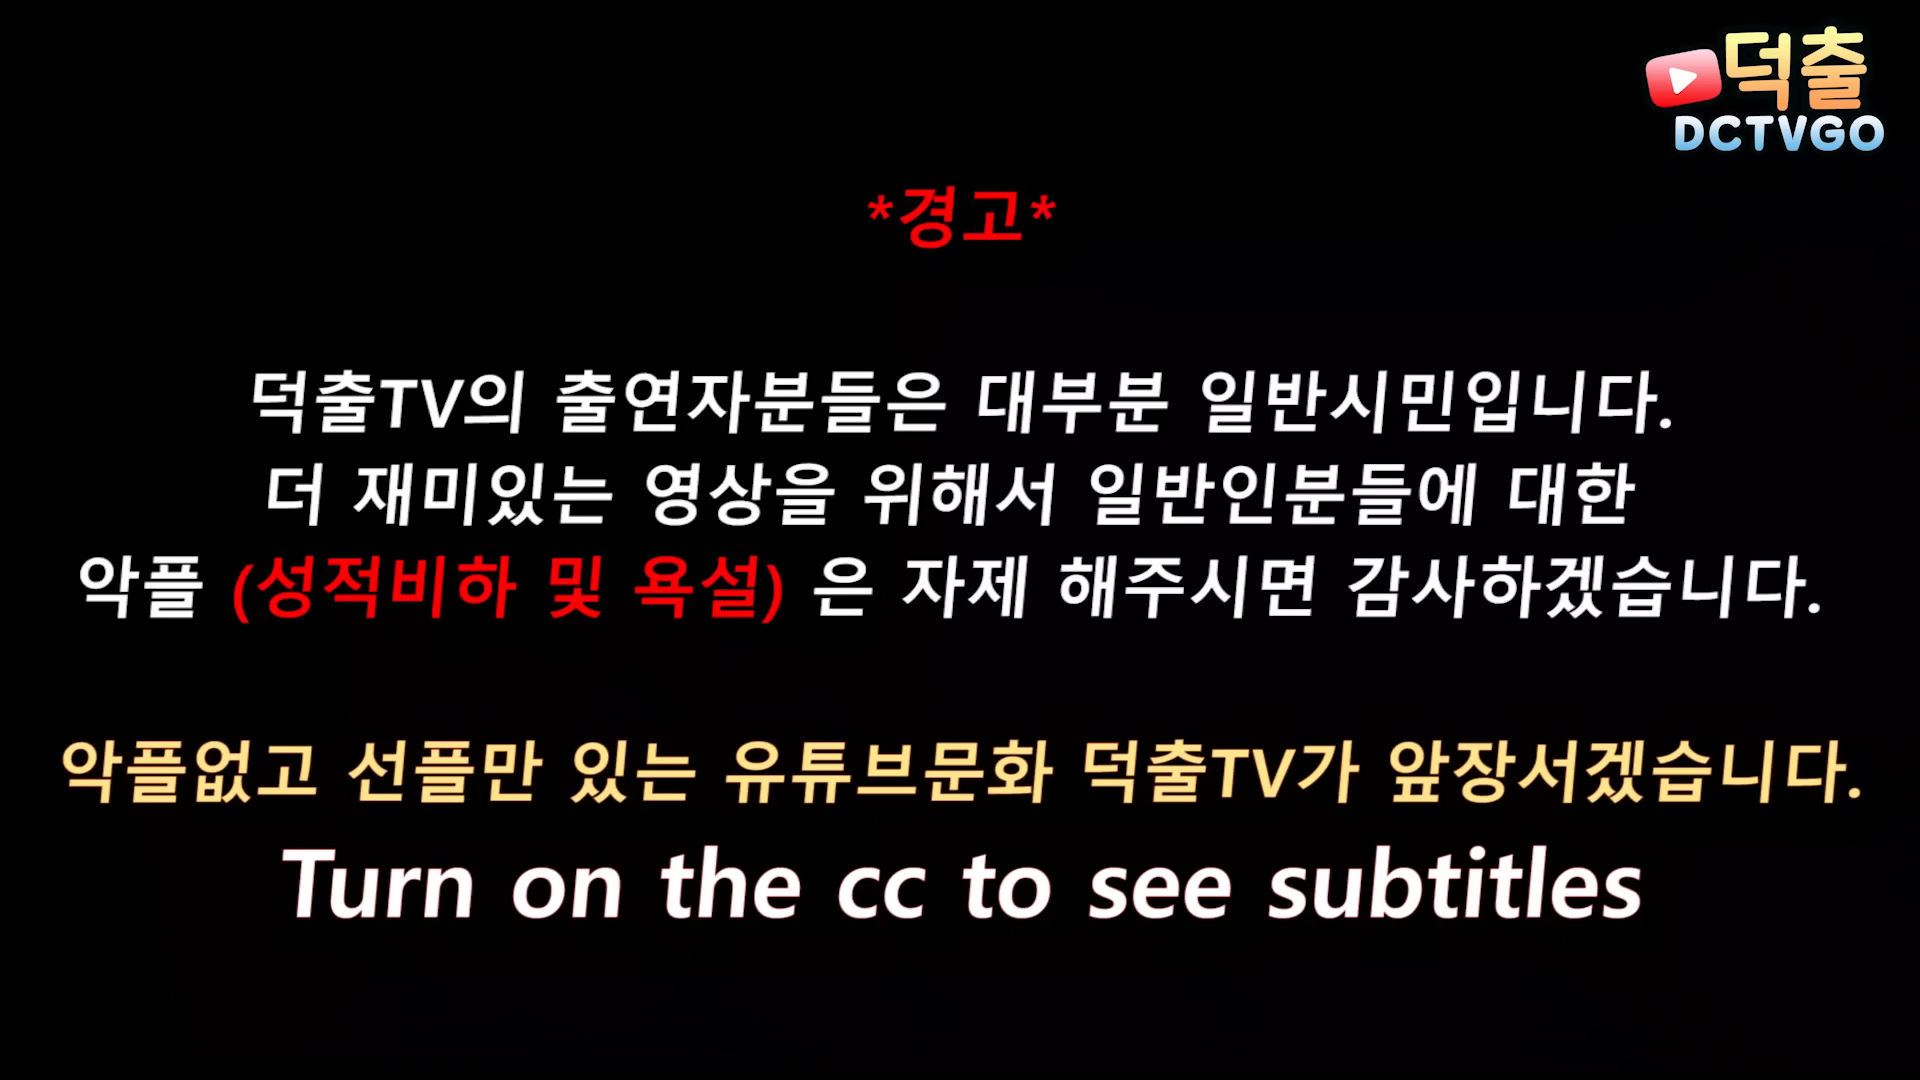 덕출
DCTVGO
*경고*
덕출TV의 출연자분들은 대부분 일반시민입니다.
더 재미있는 영상을 위해서 일반인분들에 대한
악플 (성적비하 및 욕설) 은 자제 해주시면 감사하겠습니다.
악플없고 선플만 있는 유튜브문화 덕출TV가 앞장서겠습니다.
Turn on the cc to see subtitles